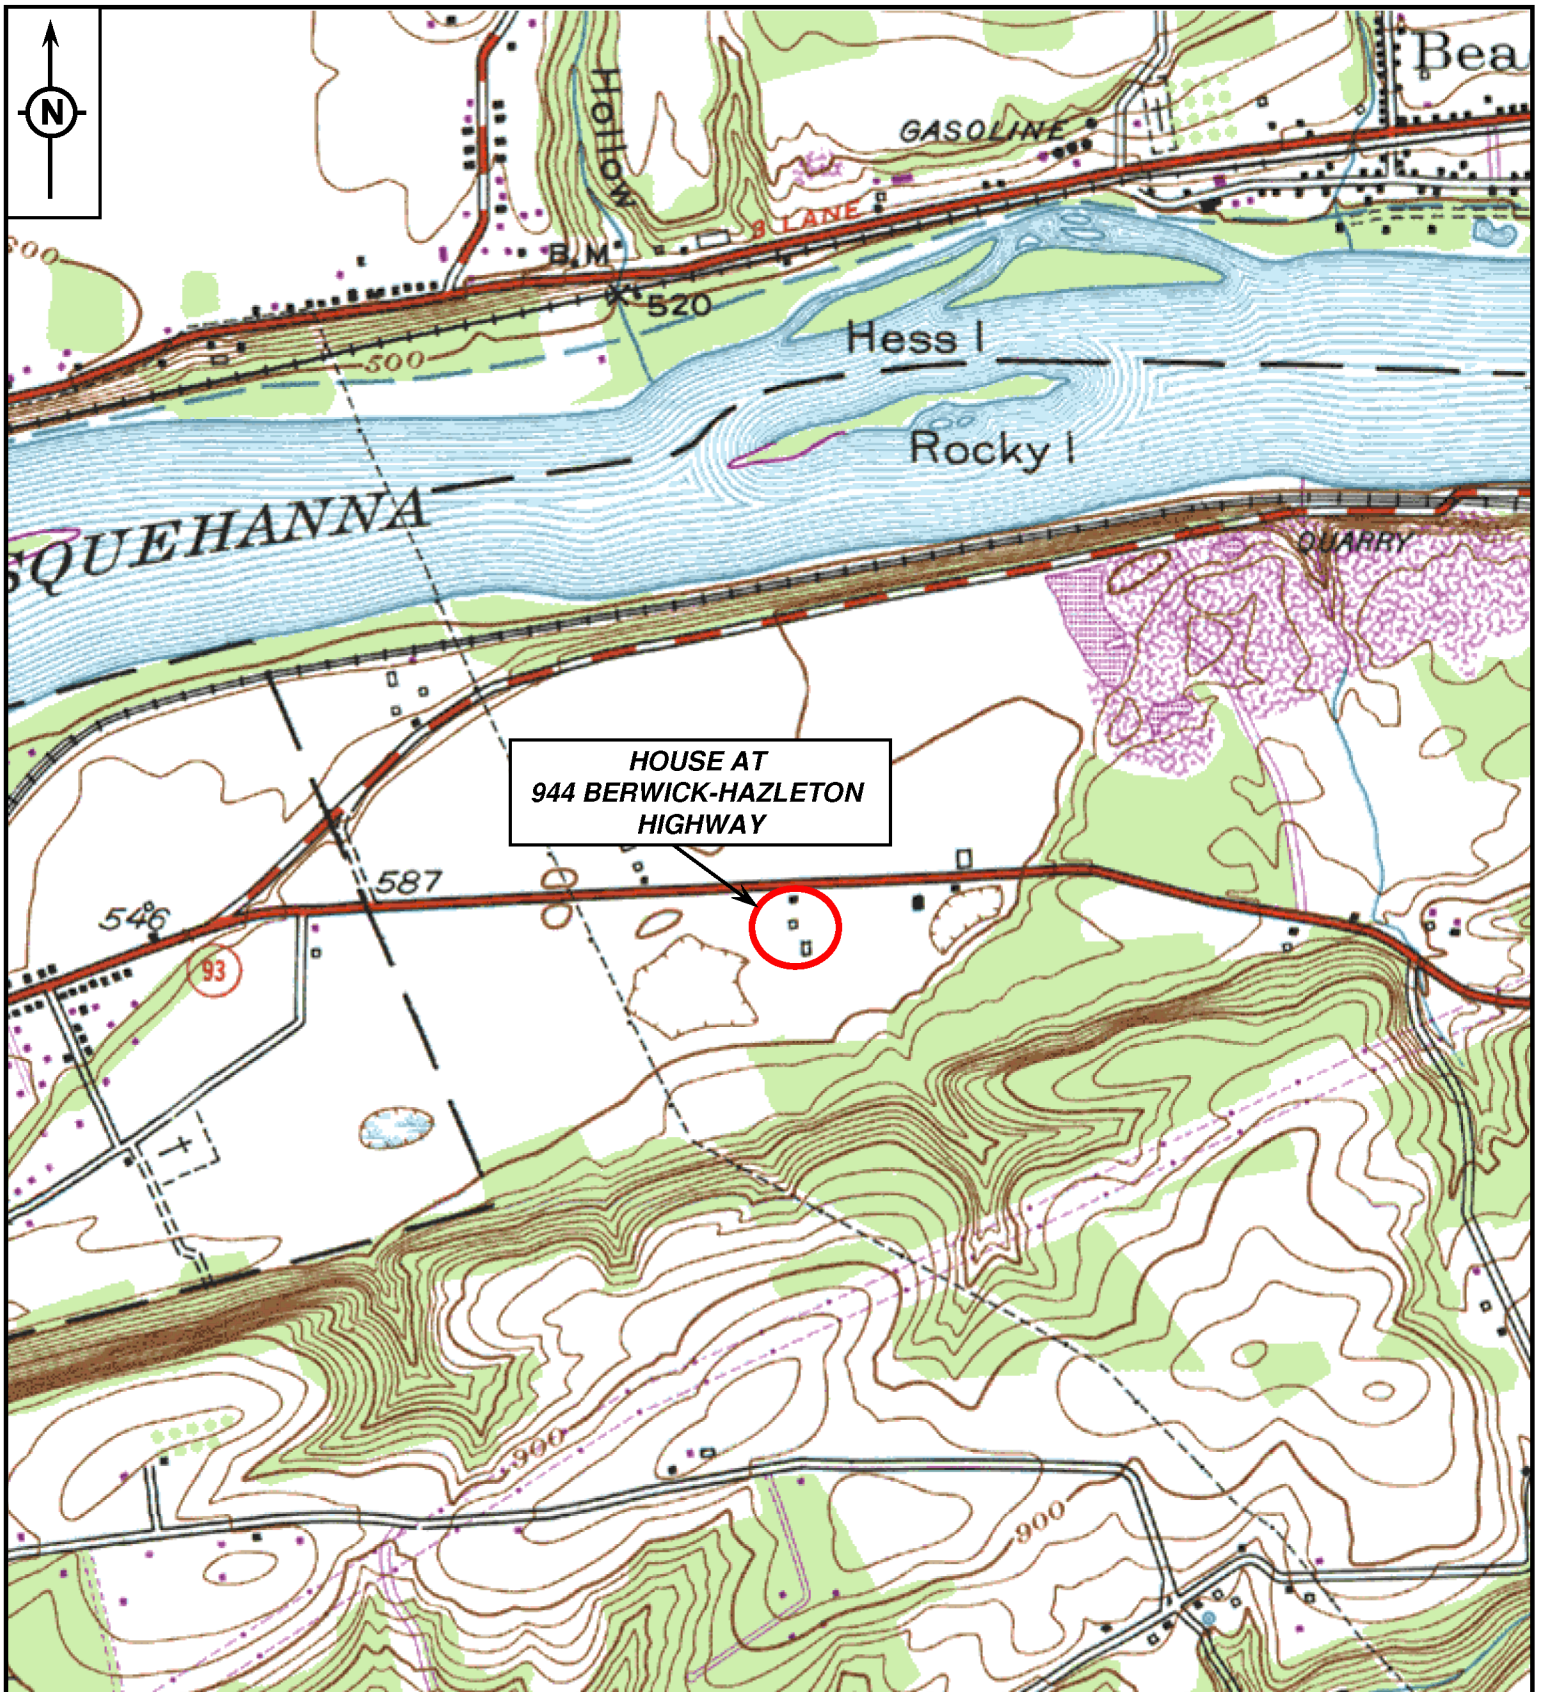 N
Hollow
Bea
GASOLINE
3 LANE
B.M
520
500
Hess I
Rocky I
SQUEHANNA
QUARRY
HOUSE AT
944 BERWICK-HAZLETON
HIGHWAY
587
546
93
900
900